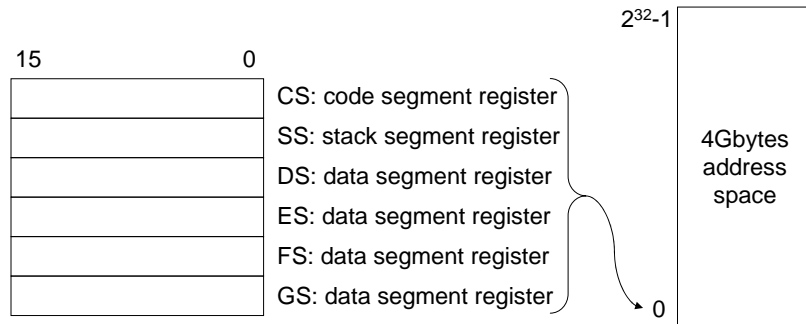 15 0
CS: code segment register
SS: stack segment register
DS: data segment register
ES: data segment register
FS: data segment register
GS: data segment register
2³²-1
4Gbytes
address
space
0